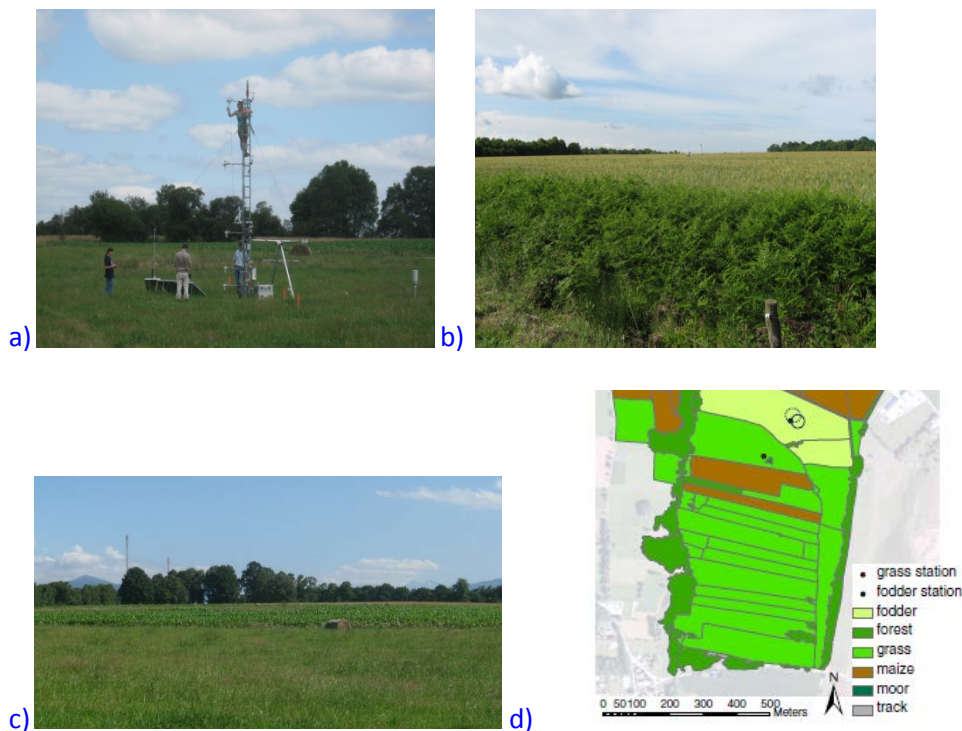 a)
b)
c)
d)
grass station
fodder station
fodder
forest
grass
maize
moor
track
N
0 50100 200 300 400 500
Meters